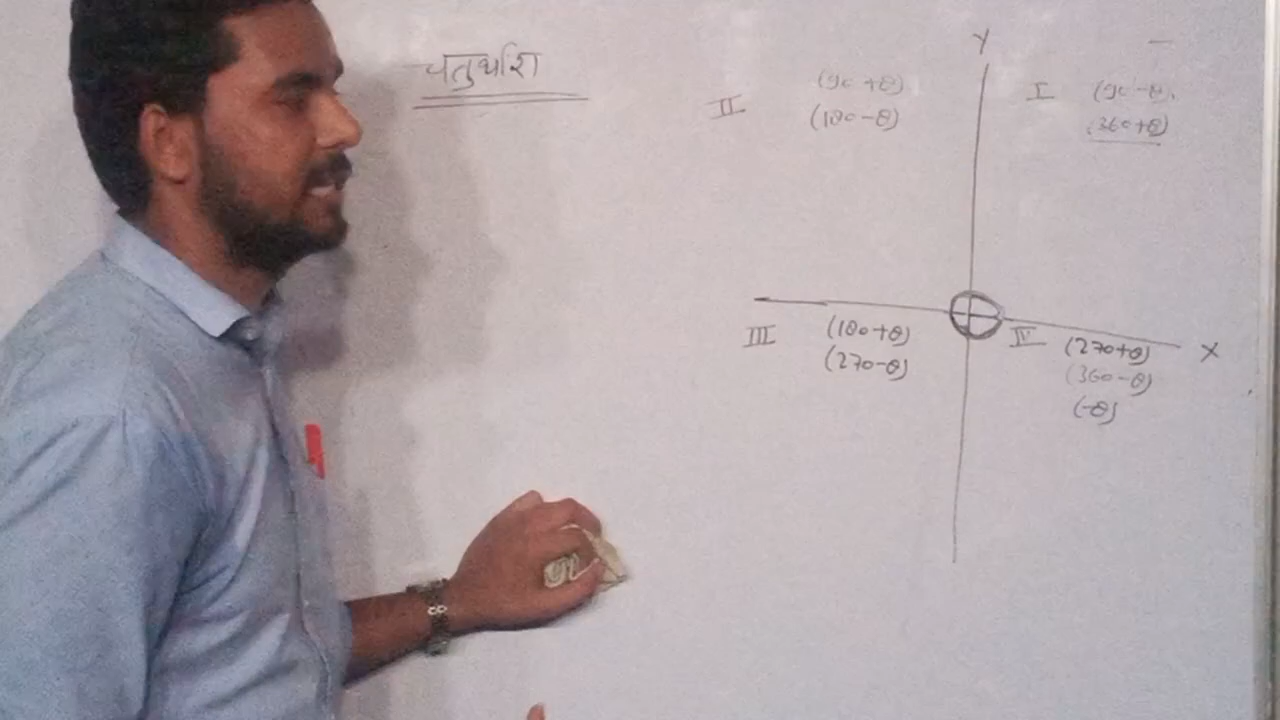 चतुर्थांश
Y
II (90+θ)
(180-θ)
I (90-θ)
(360+θ)
III (180+θ)
(270-θ)
IV (270+θ)
(360-θ)
(-θ)
X